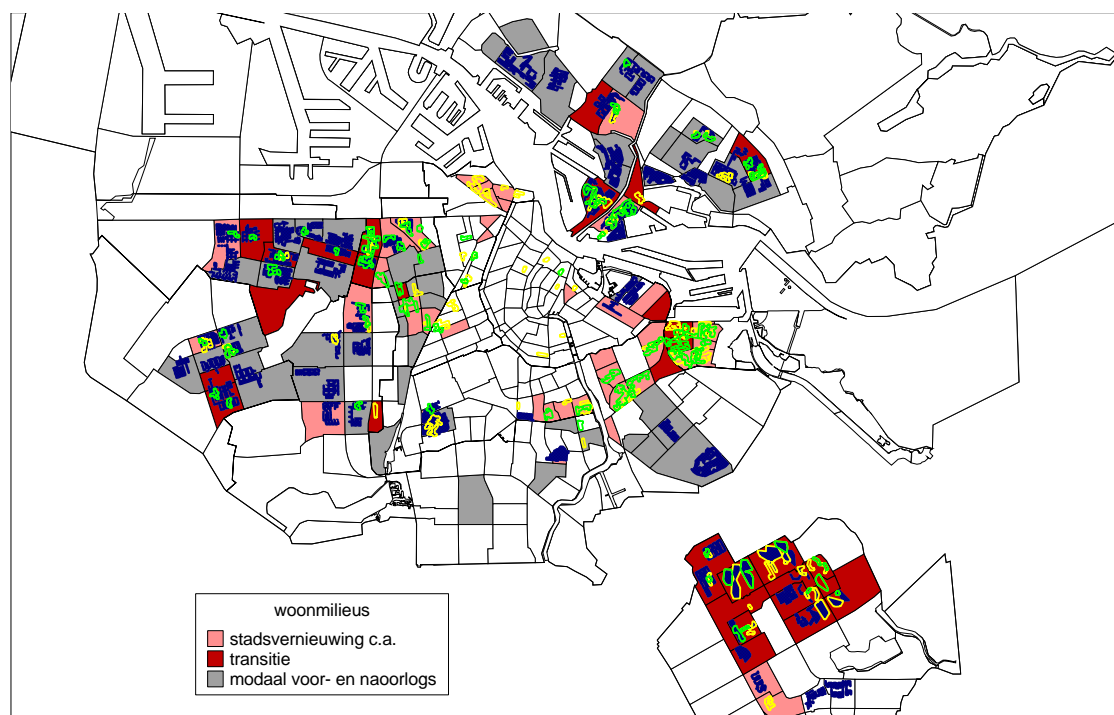 woonmilieus
stadsvernieuwing c.a.
transitie
modaal voor- en naoorlogs